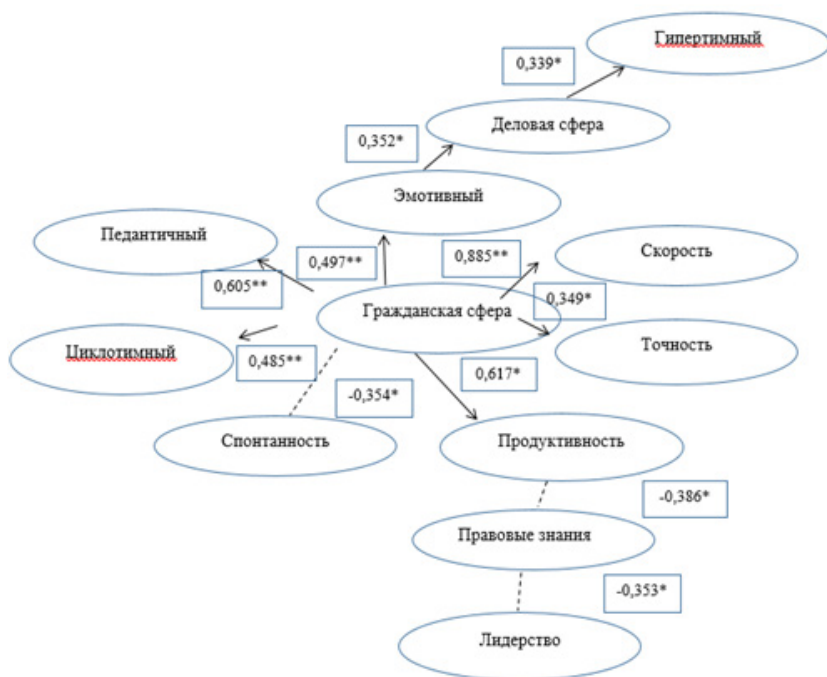 Гипертимный
0,339*
Деловая сфера
0,352*
Эмотивный
Педантичный
0,497**
0,885**
Скорость
0,605**
Гражданская сфера
0,349*
Циклотимный
0,485**
Точность
0,617*
-0,354*
Спонтанность
Продуктивность
-0,386*
Правовые знания
-0,353*
Лидерство